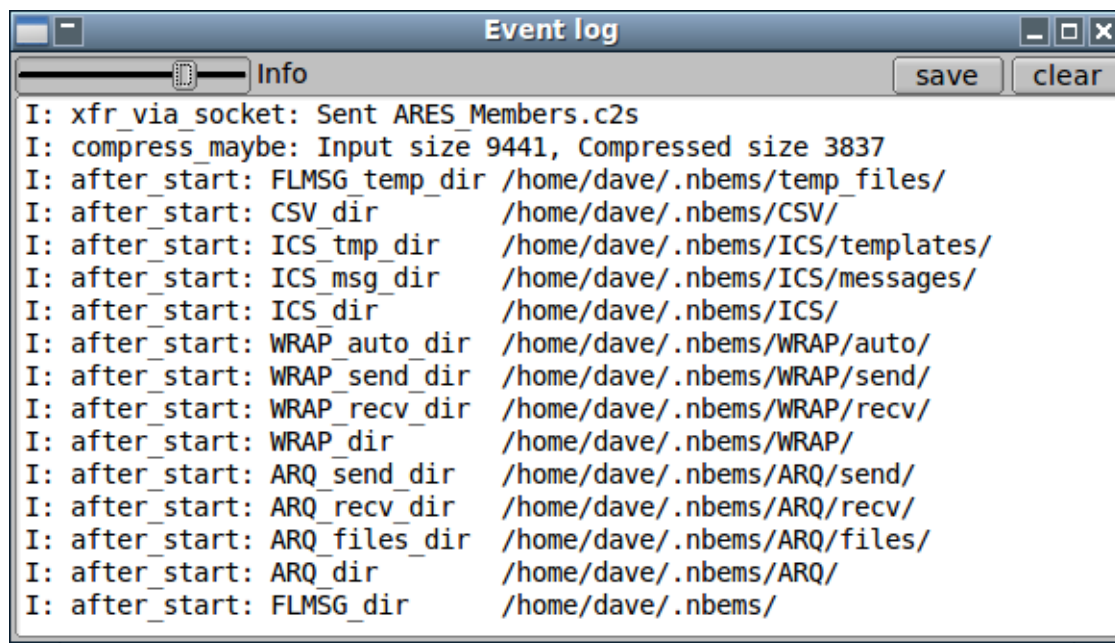 Event log
Info save clear
I: xfr_via_socket: Sent ARES_Members.c2s
I: compress_maybe: Input size 9441, Compressed size 3837
I: after_start: FLMSG_temp_dir /home/dave/.nbems/temp_files/
I: after_start: CSV_dir        /home/dave/.nbems/CSV/
I: after_start: ICS_tmp_dir    /home/dave/.nbems/ICS/templates/
I: after_start: ICS_msg_dir    /home/dave/.nbems/ICS/messages/
I: after_start: ICS_dir        /home/dave/.nbems/ICS/
I: after_start: WRAP_auto_dir  /home/dave/.nbems/WRAP/auto/
I: after_start: WRAP_send_dir  /home/dave/.nbems/WRAP/send/
I: after_start: WRAP_recv_dir  /home/dave/.nbems/WRAP/recv/
I: after_start: WRAP_dir       /home/dave/.nbems/WRAP/
I: after_start: ARQ_send_dir   /home/dave/.nbems/ARQ/send/
I: after_start: ARQ_recv_dir   /home/dave/.nbems/ARQ/recv/
I: after_start: ARQ_files_dir  /home/dave/.nbems/ARQ/files/
I: after_start: ARQ_dir        /home/dave/.nbems/ARQ/
I: after_start: FLMSG_dir      /home/dave/.nbems/